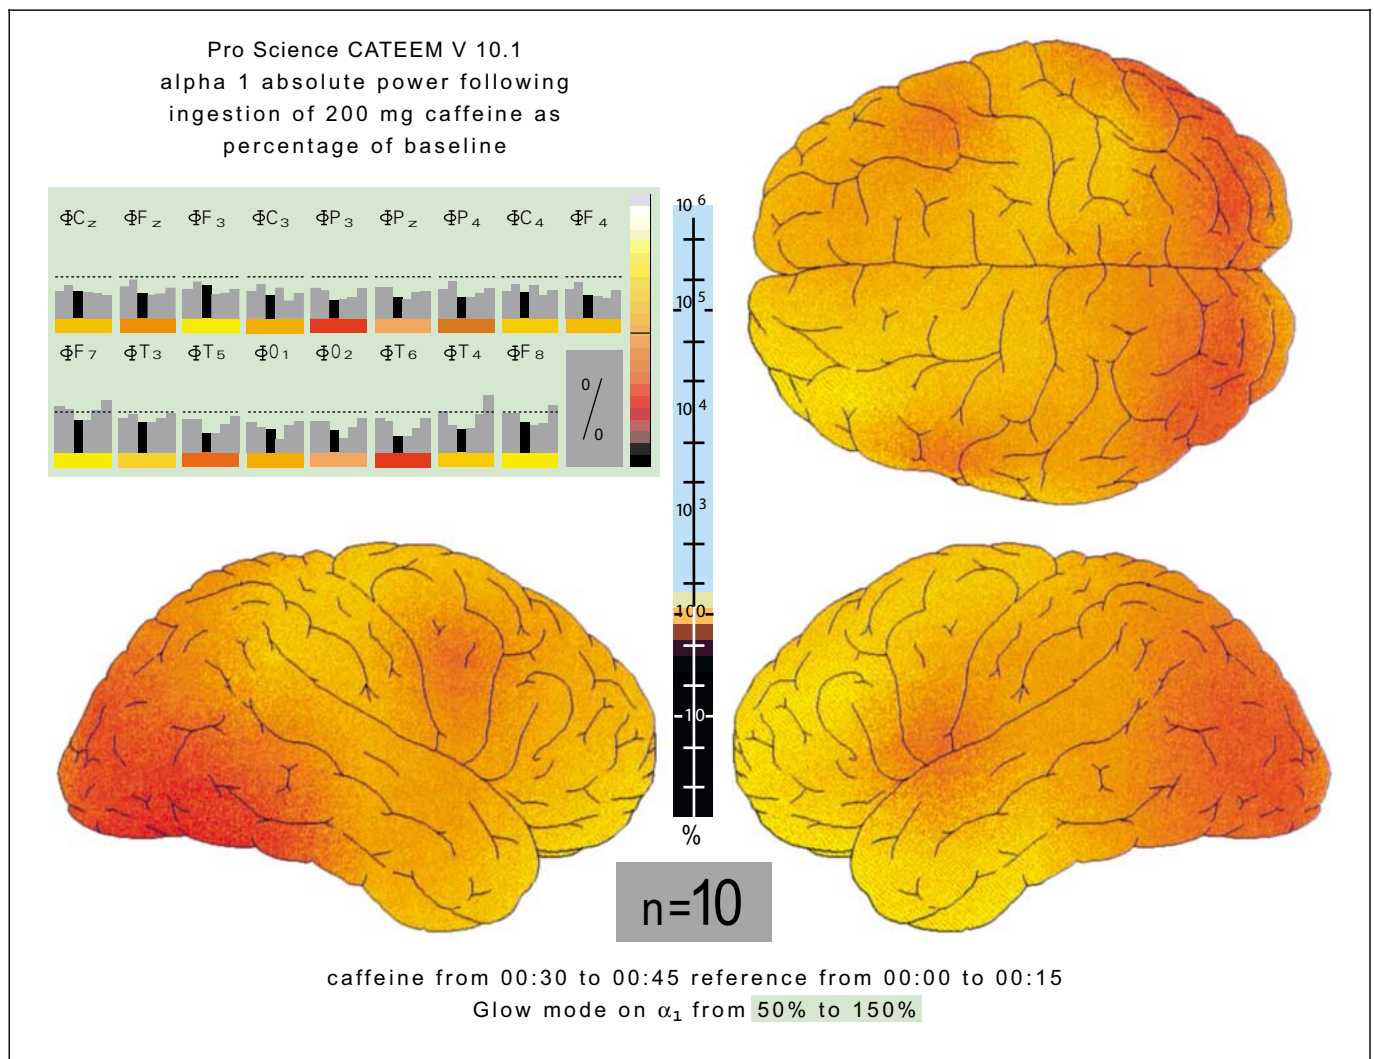 Pro Science CATEEM V 10.1
alpha 1 absolute power following
ingestion of 200 mg caffeine as
percentage of baseline
ΦCz ΦFz ΦF3 ΦC3 ΦP3 ΦPz ΦP4 ΦC4 ΦF4
ΦF7 ΦT3 ΦT5 ΦO1 ΦO2 ΦT6 ΦT4 ΦF8
0/0
10 6
10 5
10 4
10 3
100
10
%
n=10
caffeine from 00:30 to 00:45 reference from 00:00 to 00:15
Glow mode on α1 from 50% to 150%